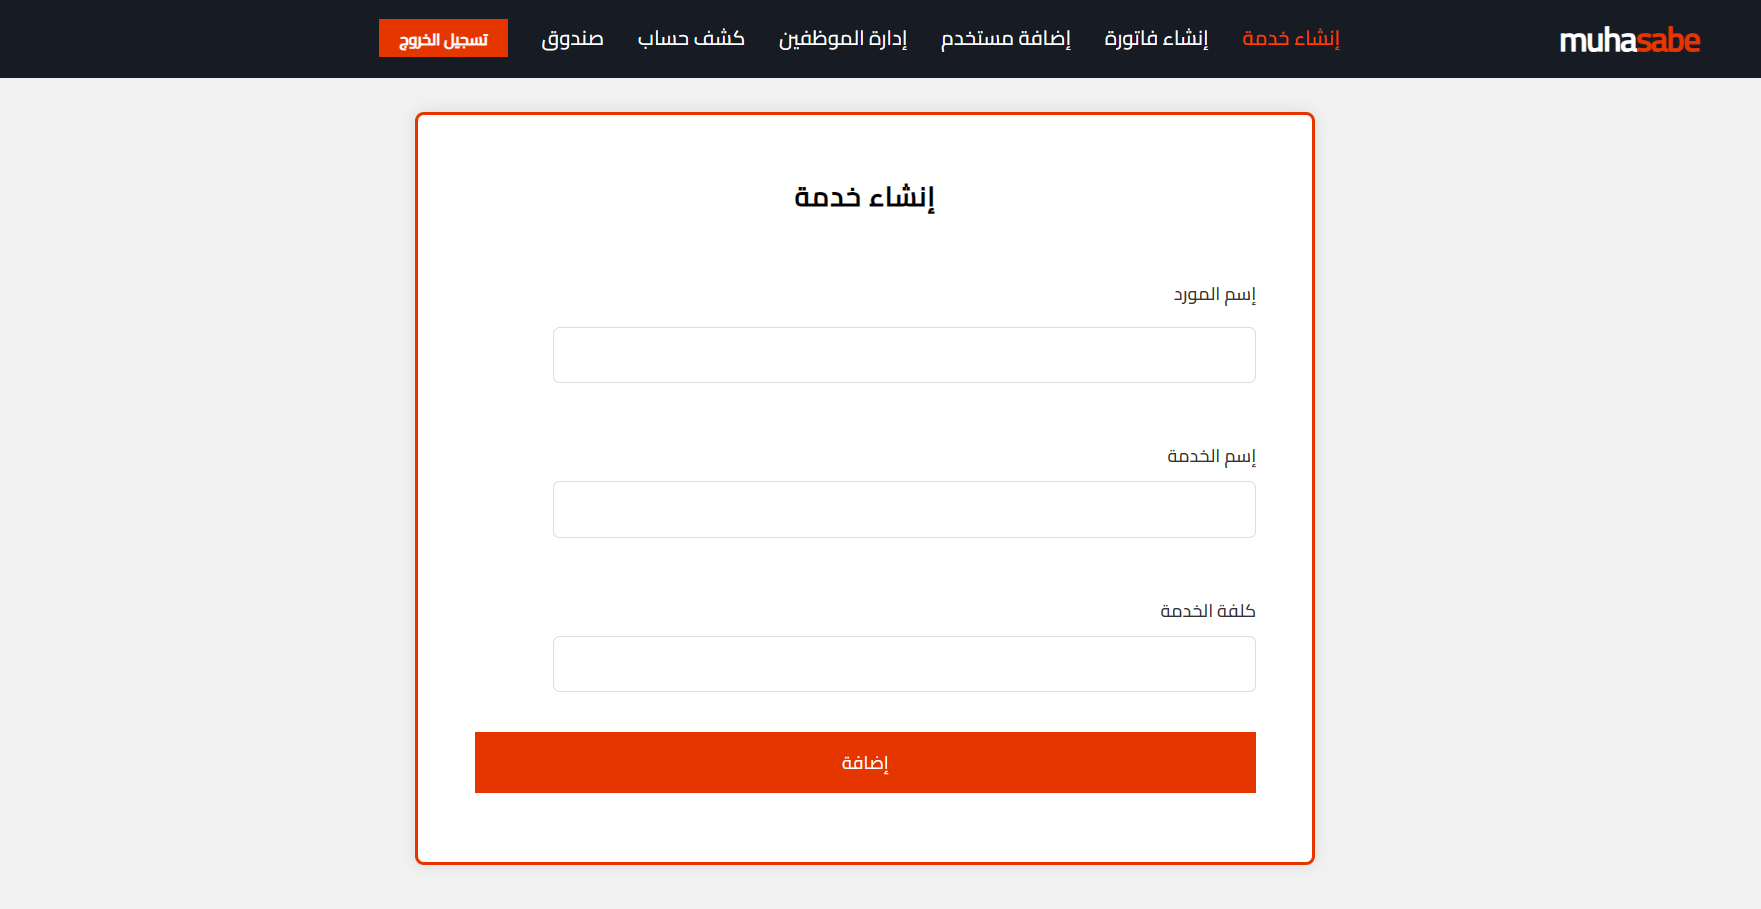 muhasabe
إنشاء خدمة
إنشاء فاتورة
إضافة مستخدم
إدارة الموظفين
كشف حساب
صندوق
تسجيل الخروج
إنشاء خدمة
إسم المورد
إسم الخدمة
كلفة الخدمة
إضافة